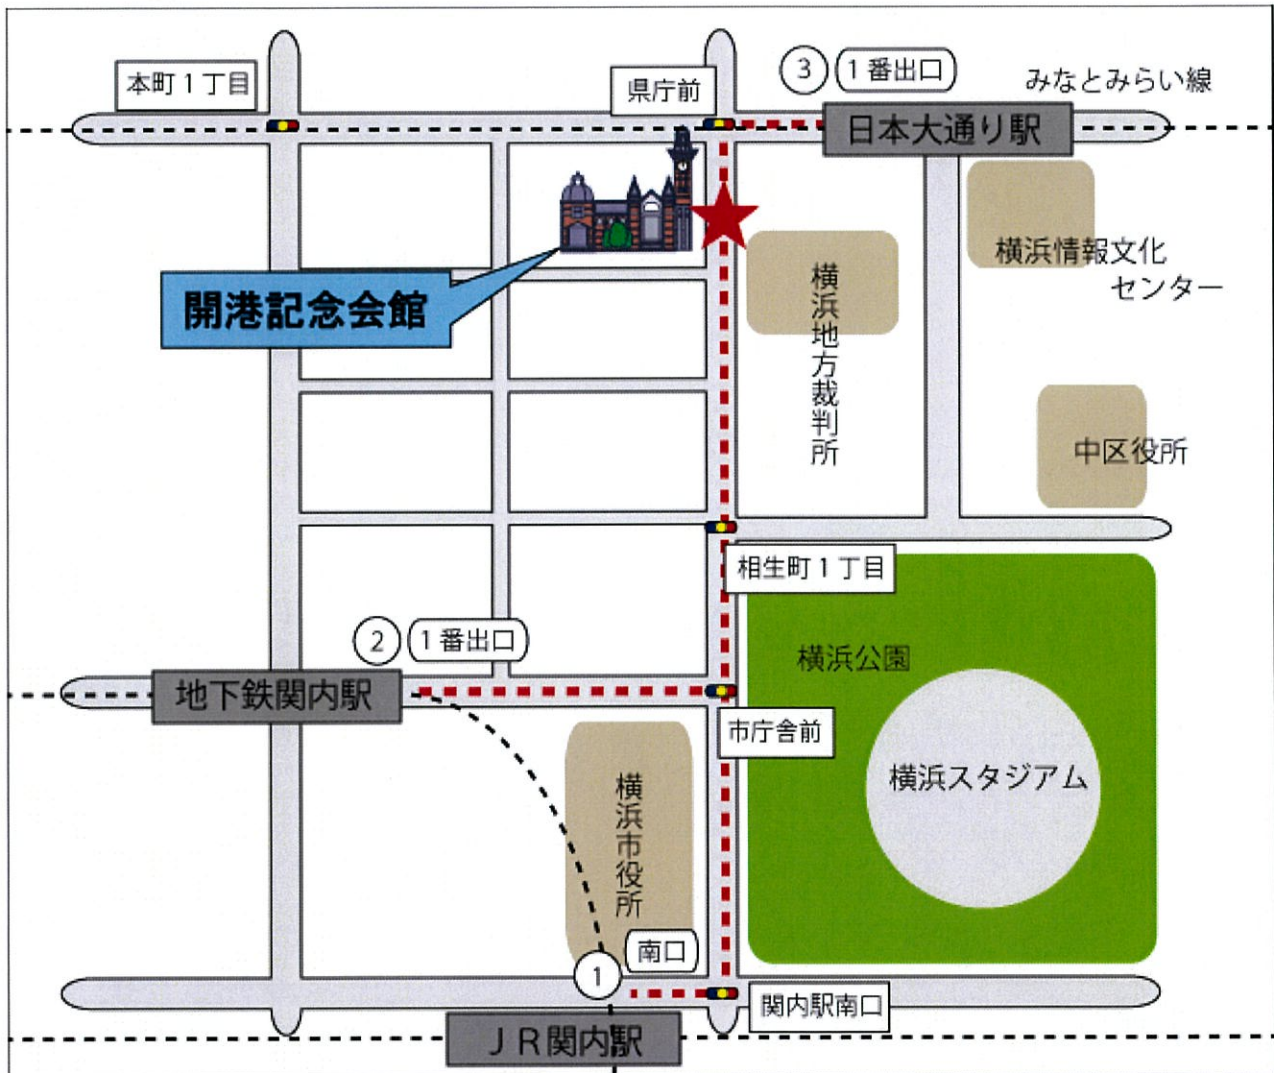 本町１丁目
県庁前
③
１番出口
みなとみらい線
日本大通り駅
横浜情報文化
センター
開港記念会館
横浜地方裁判所
中区役所
相生町１丁目
②
１番出口
横浜公園
地下鉄関内駅
市庁舎前
横浜スタジアム
横浜市役所
南口
①
関内駅南口
ＪＲ関内駅